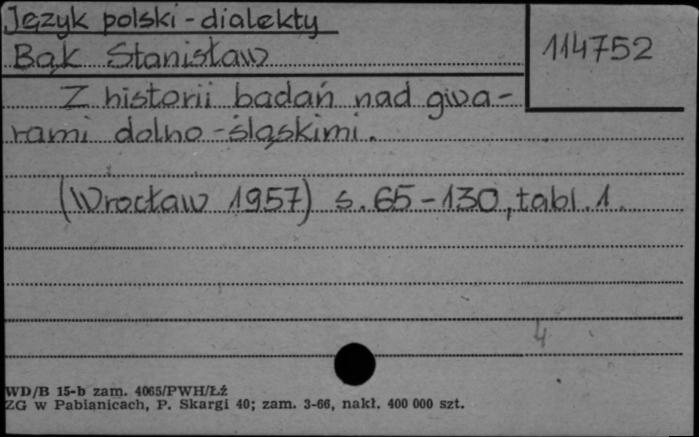 Język polski - dialekty
114752
Bąk Stanisław
Z historii badań nad gwa-
rami dolno-śląskimi.
(Wrocław 1957) s. 65-130, tabl. 1.
4
WD/B 15-b zam. 4065/PWH/Łź
ZG w Pabianicach, P. Skargi 40; zam. 3-66, nakł. 400 000 szt.